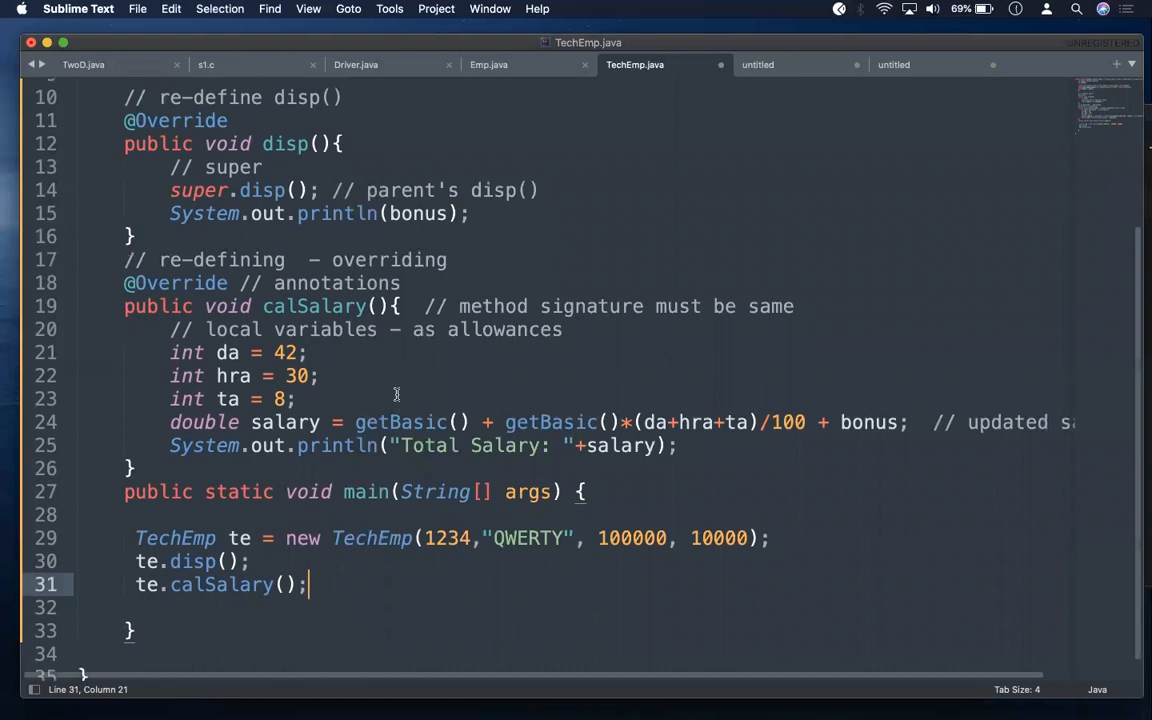 Sublime Text File Edit Selection Find View Goto Tools Project Window Help 69%
TechEmp.java UNREGISTERED
TwoD.java s1.c Driver.java Emp.java TechEmp.java untitled untitled
10 // re-define disp()
11 @Override
12 public void disp(){
13 // super
14 super.disp(); // parent's disp()
15 System.out.println(bonus);
16 }
17 // re-defining  - overriding
18 @Override // annotations
19 public void calSalary(){  // method signature must be same
20 // local variables - as allowances
21 int da = 42;
22 int hra = 30;
23 int ta = 8;
24 double salary = getBasic() + getBasic()*(da+hra+ta)/100 + bonus;  // updated sa
25 System.out.println("Total Salary: "+salary);
26 }
27 public static void main(String[] args) {
28
29 TechEmp te = new TechEmp(1234,"QWERTY", 100000, 10000);
30 te.disp();
31 te.calSalary();
32
33 }
34
35 }
Line 31, Column 21 Tab Size: 4 Java